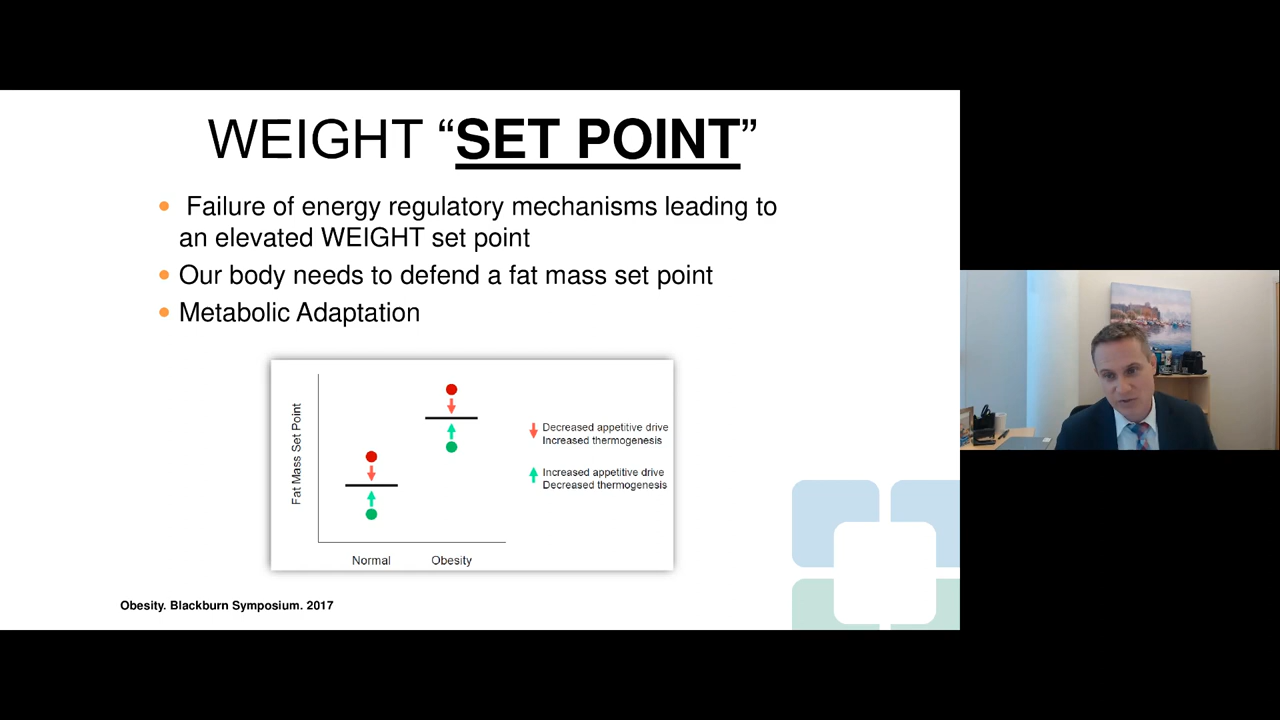 WEIGHT “SET POINT”
Failure of energy regulatory mechanisms leading to
an elevated WEIGHT set point
Our body needs to defend a fat mass set point
Metabolic Adaptation
Fat Mass Set Point
Decreased appetitive drive
Increased thermogenesis
Increased appetitive drive
Decreased thermogenesis
Normal
Obesity
Obesity. Blackburn Symposium. 2017